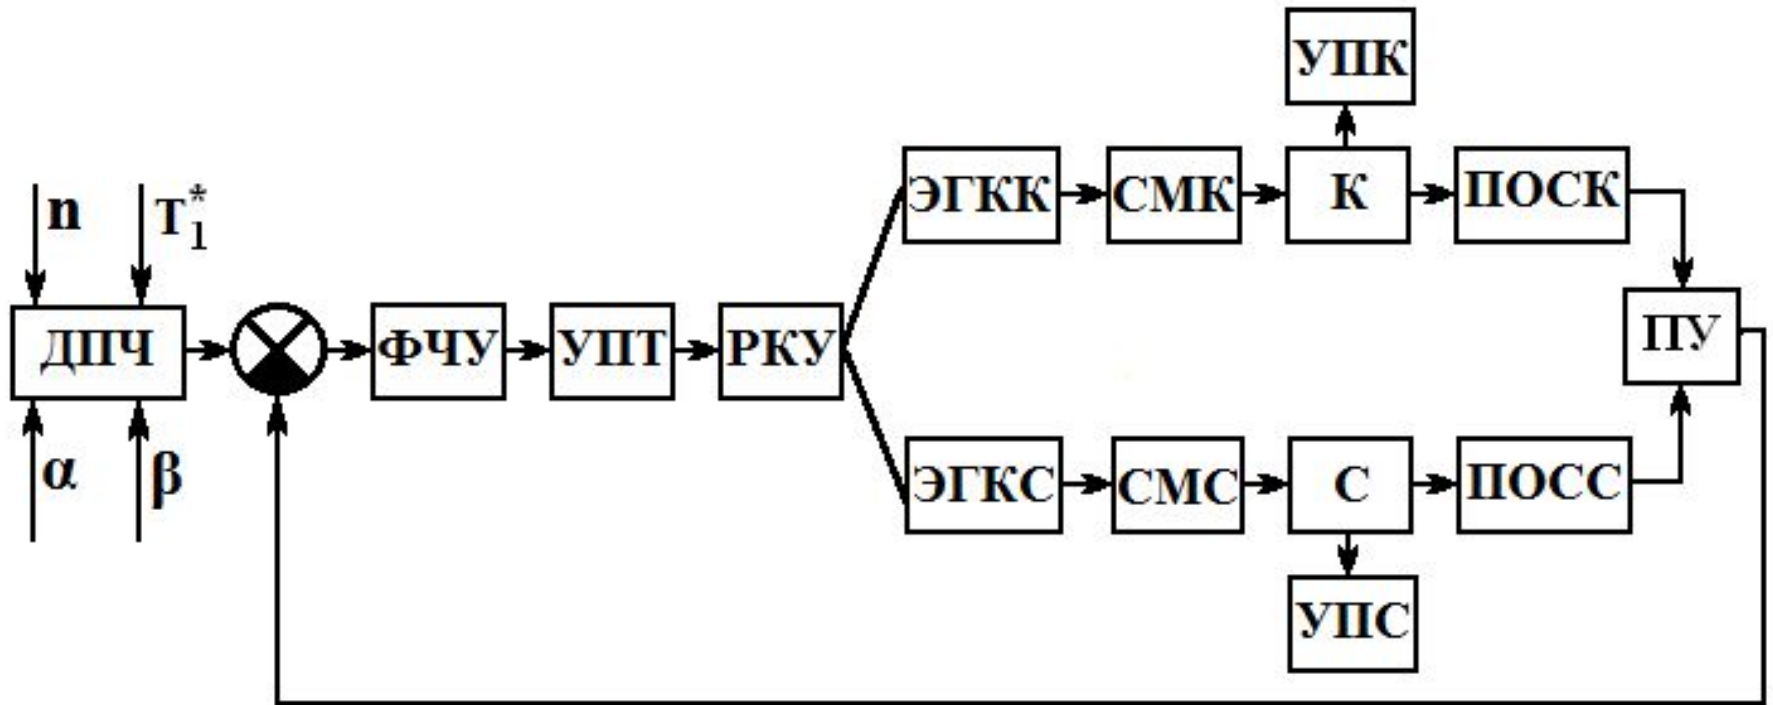 УПК
ЭГКК
СМК
К
ПОСК
n
T₁*
ДПЧ
ФЧУ
УПТ
РКУ
ПУ
α
β
ЭГКС
СМС
С
ПОСС
УПС